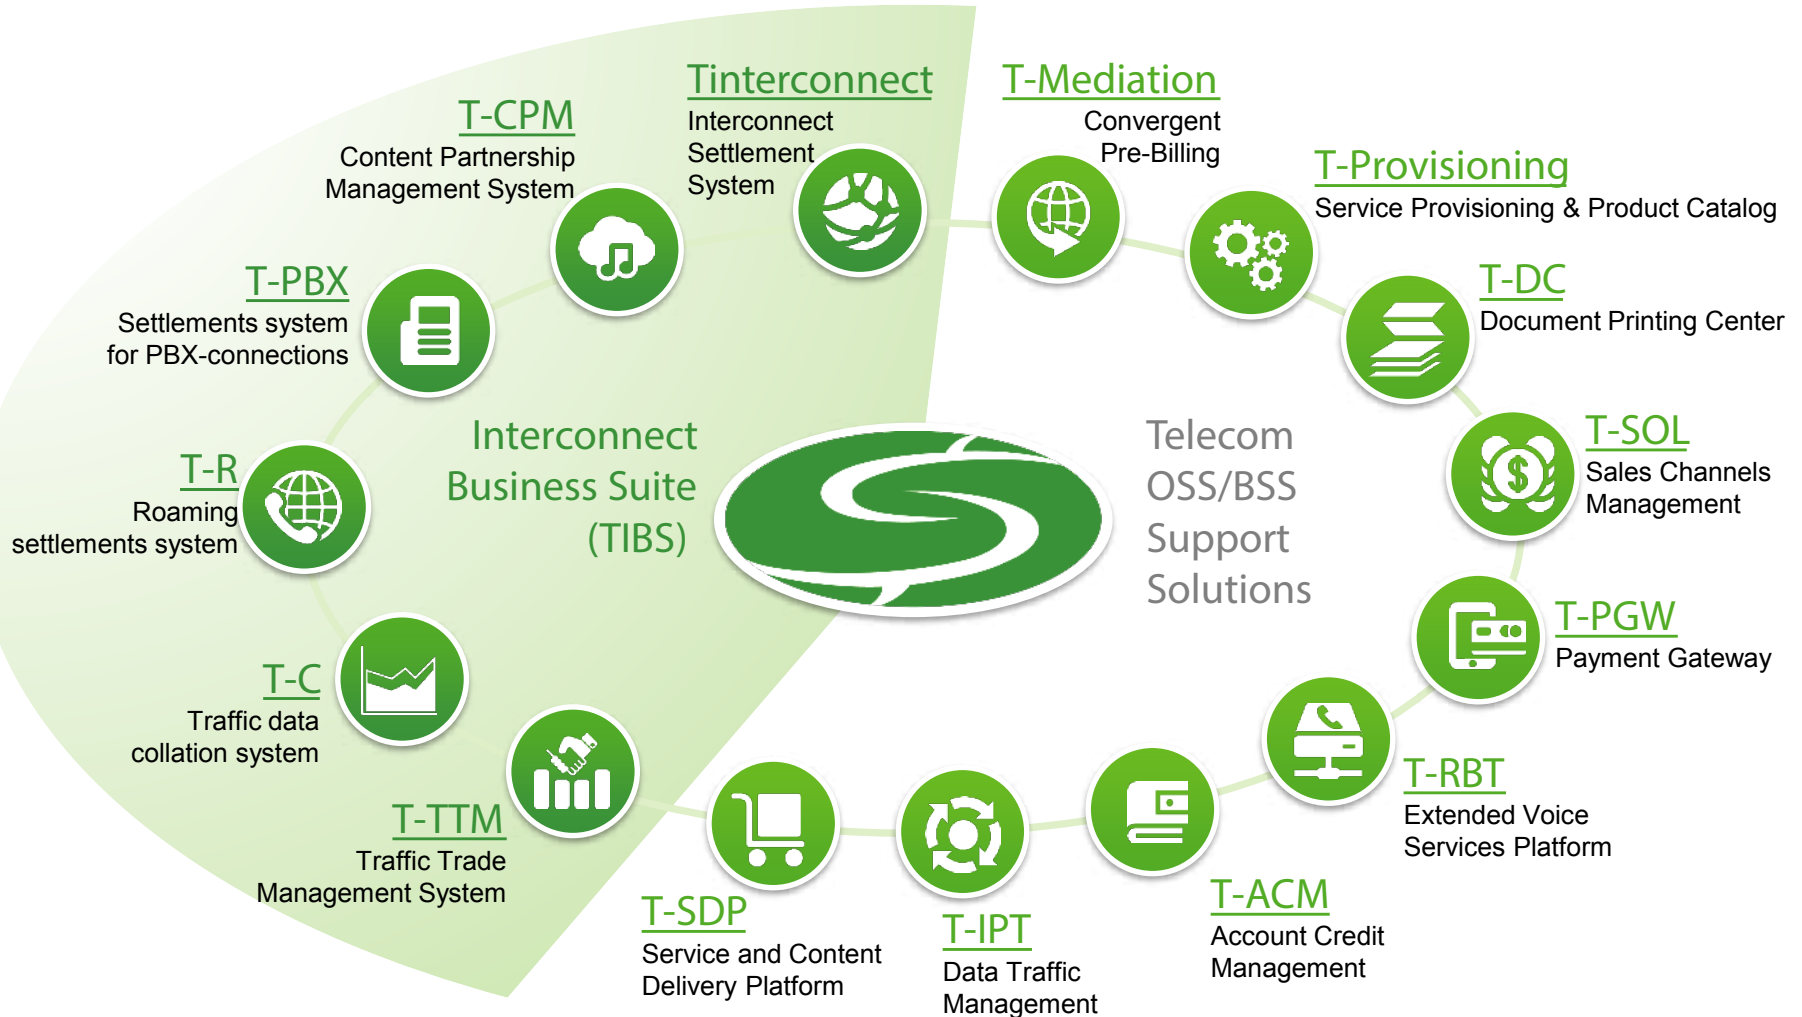 Tinterconnect
Interconnect
Settlement
System
T-Mediation
Convergent
Pre-Billing
T-CPM
Content Partnership
Management System
T-Provisioning
Service Provisioning & Product Catalog
T-PBX
Settlements system
for PBX-connections
T-DC
Document Printing Center
T-R
Roaming
settlements system
Interconnect
Business Suite
(TIBS)
Telecom
OSS/BSS
Support
Solutions
T-SOL
Sales Channels
Management
T-PGW
Payment Gateway
T-C
Traffic data
collation system
T-TTM
Traffic Trade
Management System
T-RBT
Extended Voice
Services Platform
T-SDP
Service and Content
Delivery Platform
T-IPT
Data Traffic
Management
T-ACM
Account Credit
Management